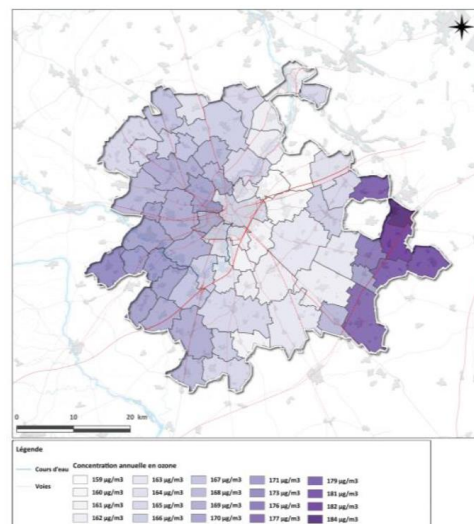 0 10 20 km
Légende
Cours d'eau
Voies
Concentration annuelle en ozone
159 µg/m3 163 µg/m3 167 µg/m3 171 µg/m3 179 µg/m3
160 µg/m3 164 µg/m3 168 µg/m3 173 µg/m3 181 µg/m3
161 µg/m3 165 µg/m3 169 µg/m3 176 µg/m3 182 µg/m3
162 µg/m3 166 µg/m3 170 µg/m3 177 µg/m3 184 µg/m3